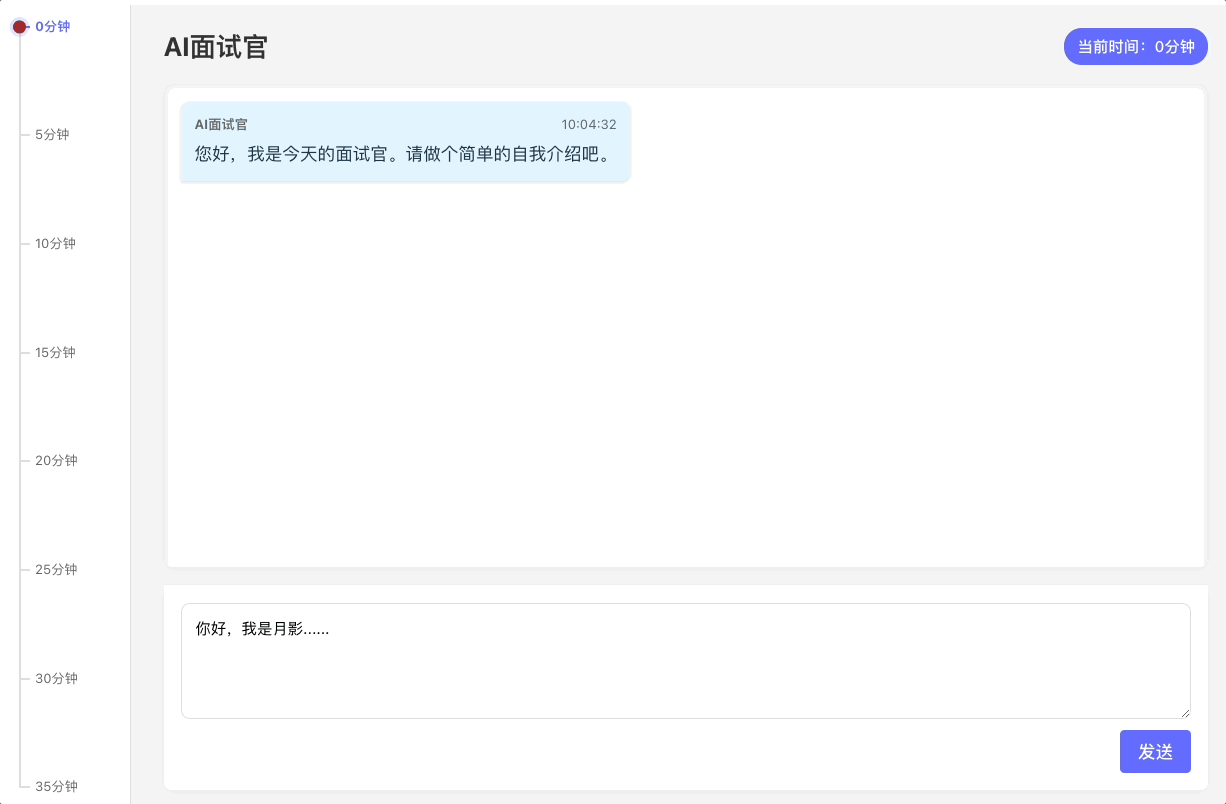 0分钟
5分钟
10分钟
15分钟
20分钟
25分钟
30分钟
35分钟
AI面试官
当前时间：0分钟
AI面试官 10:04:32
您好，我是今天的面试官。请做个简单的自我介绍吧。
你好，我是月影......
发送